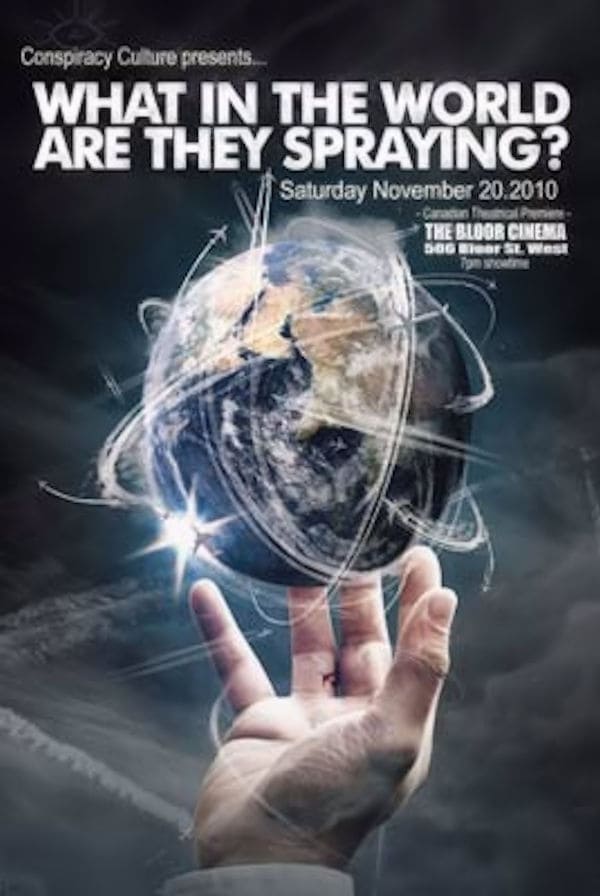 Conspiracy Culture presents...
WHAT IN THE WORLD
ARE THEY SPRAYING?
Saturday November 20.2010
- Canadian Theatrical Premiere -
THE BLOOR CINEMA
506 Bloor St. West
7pm showtime